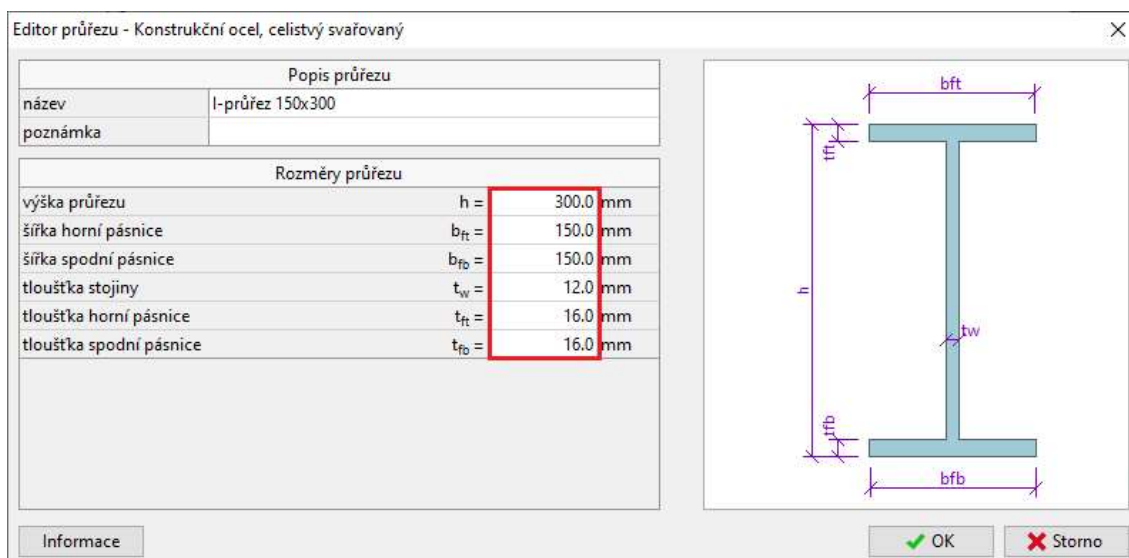 Editor průřezu - Konstrukční ocel, celistvý svařovaný
Popis průřezu
název I-průřez 150x300
poznámka
Rozměry průřezu
výška průřezu h = 300.0 mm
šířka horní pásnice bft = 150.0 mm
šířka spodní pásnice bfb = 150.0 mm
tloušťka stojiny tw = 12.0 mm
tloušťka horní pásnice tft = 16.0 mm
tloušťka spodní pásnice tfb = 16.0 mm
bft
tft
h
tw
tfb
bfb
Informace
OK
Storno